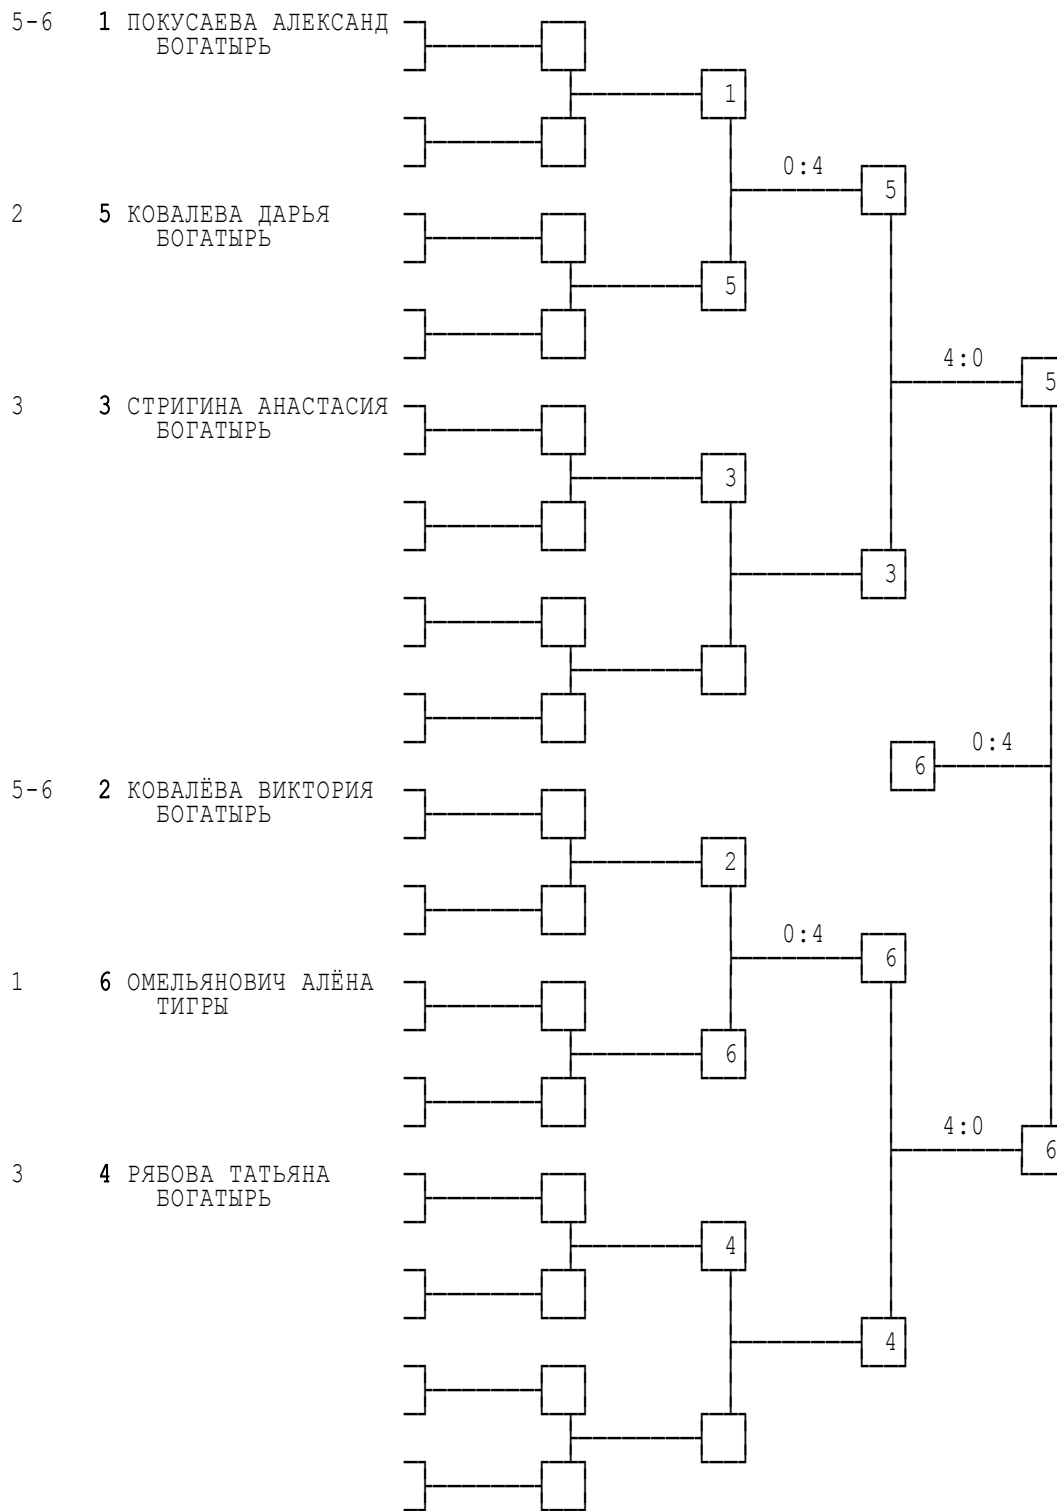 5-6 1 ПОКУСАЕВА АЛЕКСАНД
БОГАТЫРЬ
1
0:4
5
2 5 КОВАЛЕВА ДАРЬЯ
БОГАТЫРЬ
5
4:0
5
3 3 СТРИГИНА АНАСТАСИЯ
БОГАТЫРЬ
3
3
0:4
6
5-6 2 КОВАЛЁВА ВИКТОРИЯ
БОГАТЫРЬ
2
0:4
6
1 6 ОМЕЛЬЯНОВИЧ АЛЁНА
ТИГРЫ
6
4:0
6
3 4 РЯБОВА ТАТЬЯНА
БОГАТЫРЬ
4
4